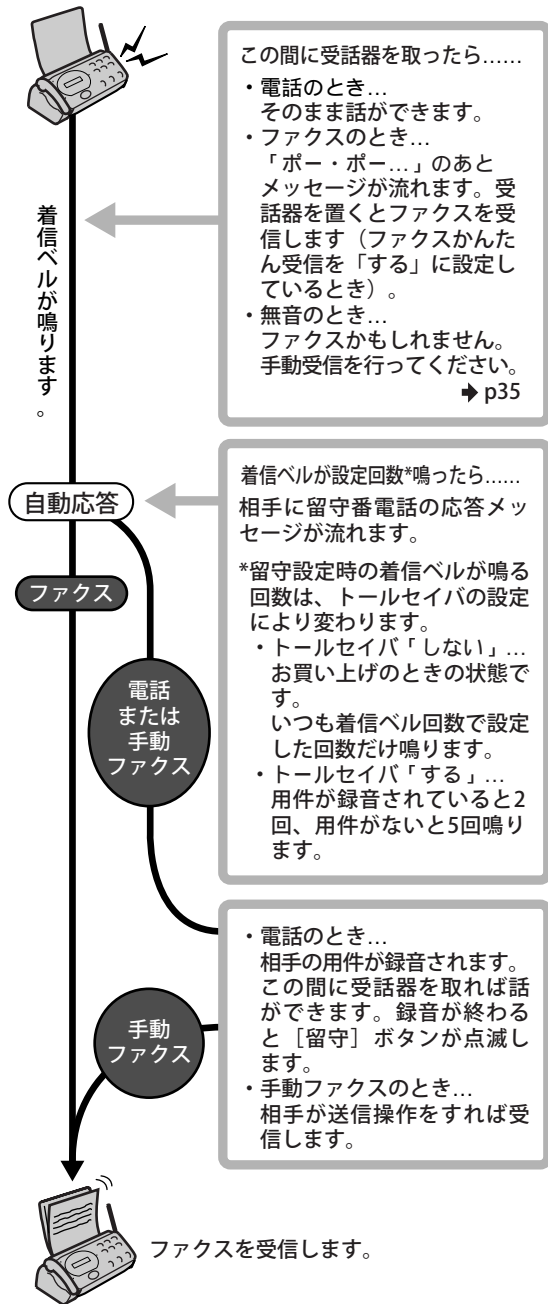 この間に受話器を取ったら……
・電話のとき…
そのまま話ができます。
・ファクスのとき…
「ポー・ポー…」のあと
メッセージが流れます。受
話器を置くとファクスを受
信します（ファクスかんた
ん受信を「する」に設定し
ているとき）。
・無音のとき…
ファクスかもしれません。
手動受信を行ってください。
➧ p35
着信ベルが鳴ります。
着信ベルが設定回数*鳴ったら……
相手に留守番電話の応答メッ
セージが流れます。
*留守設定時の着信ベルが鳴る
回数は、トールセイバの設定
により変わります。
・トールセイバ「しない」…
お買い上げのときの状態で
す。
いつも着信ベル回数で設定
した回数だけ鳴ります。
・トールセイバ「する」…
用件が録音されていると2
回、用件がないと5回鳴り
ます。
自動応答
ファクス
電話
または
手動
ファクス
・電話のとき…
相手の用件が録音されます。
この間に受話器を取れば話
ができます。録音が終わる
と［留守］ボタンが点滅し
ます。
・手動ファクスのとき…
相手が送信操作をすれば受
信します。
手動
ファクス
ファクスを受信します。